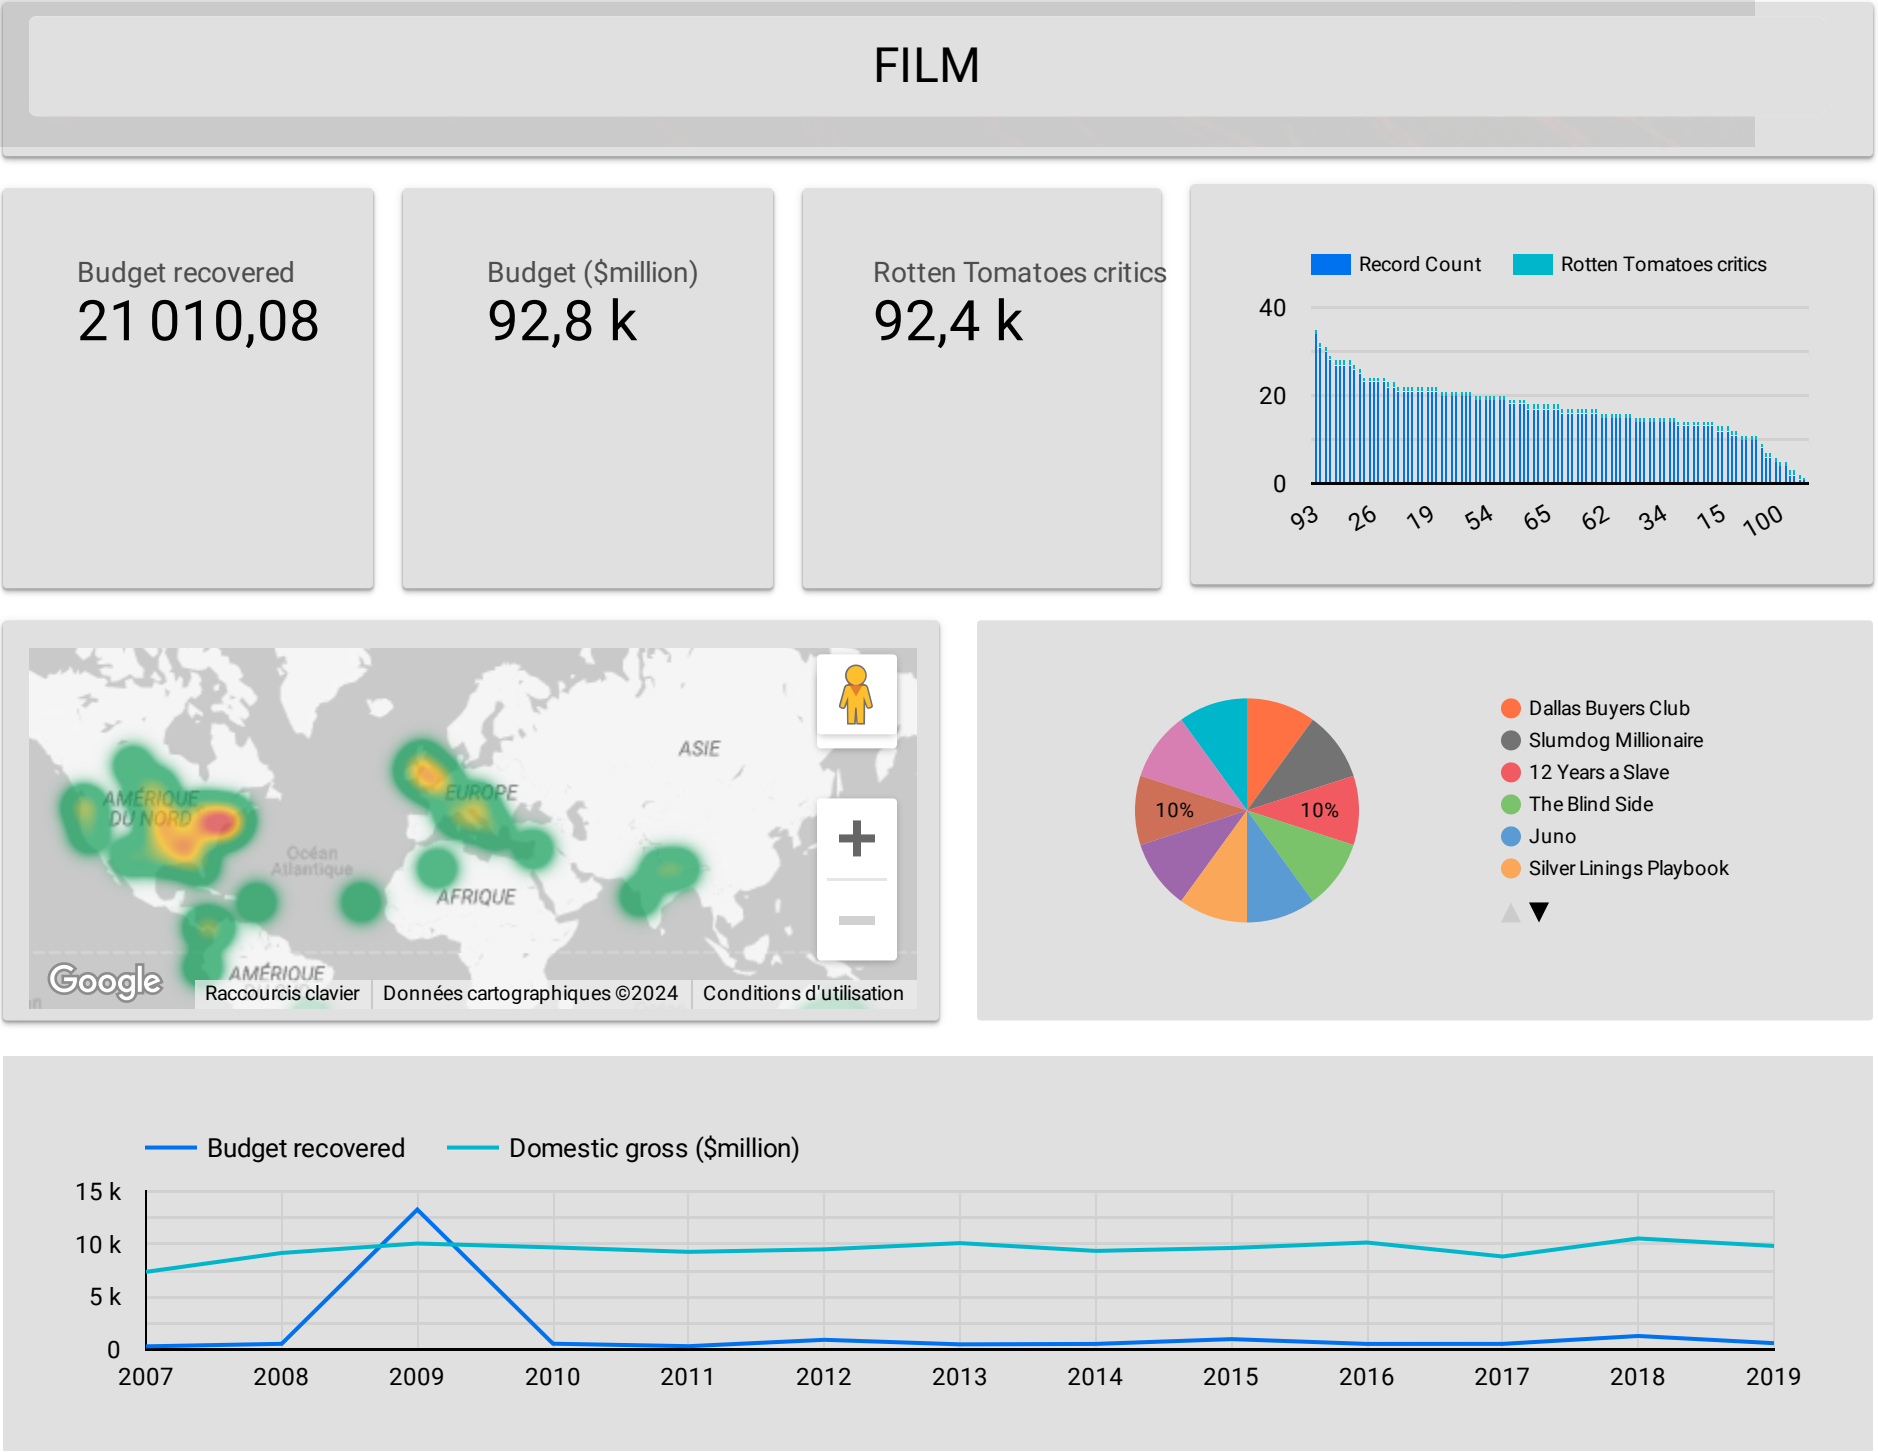 FILM
Budget recovered
21 010,08
Budget ($million)
92,8 k
Rotten Tomatoes critics
92,4 k
Record Count
Rotten Tomatoes critics
40
20
0
93
26
19
54
65
62
34
15
100
ASIE
EUROPE
AMÉRIQUE
DU NORD
Océan
Atlantique
AFRIQUE
AMÉRIQUE
Google
Raccourcis clavier
Données cartographiques ©2024
Conditions d'utilisation
10%
10%
Dallas Buyers Club
Slumdog Millionaire
12 Years a Slave
The Blind Side
Juno
Silver Linings Playbook
Budget recovered
Domestic gross ($million)
15 k
10 k
5 k
0
2007
2008
2009
2010
2011
2012
2013
2014
2015
2016
2017
2018
2019